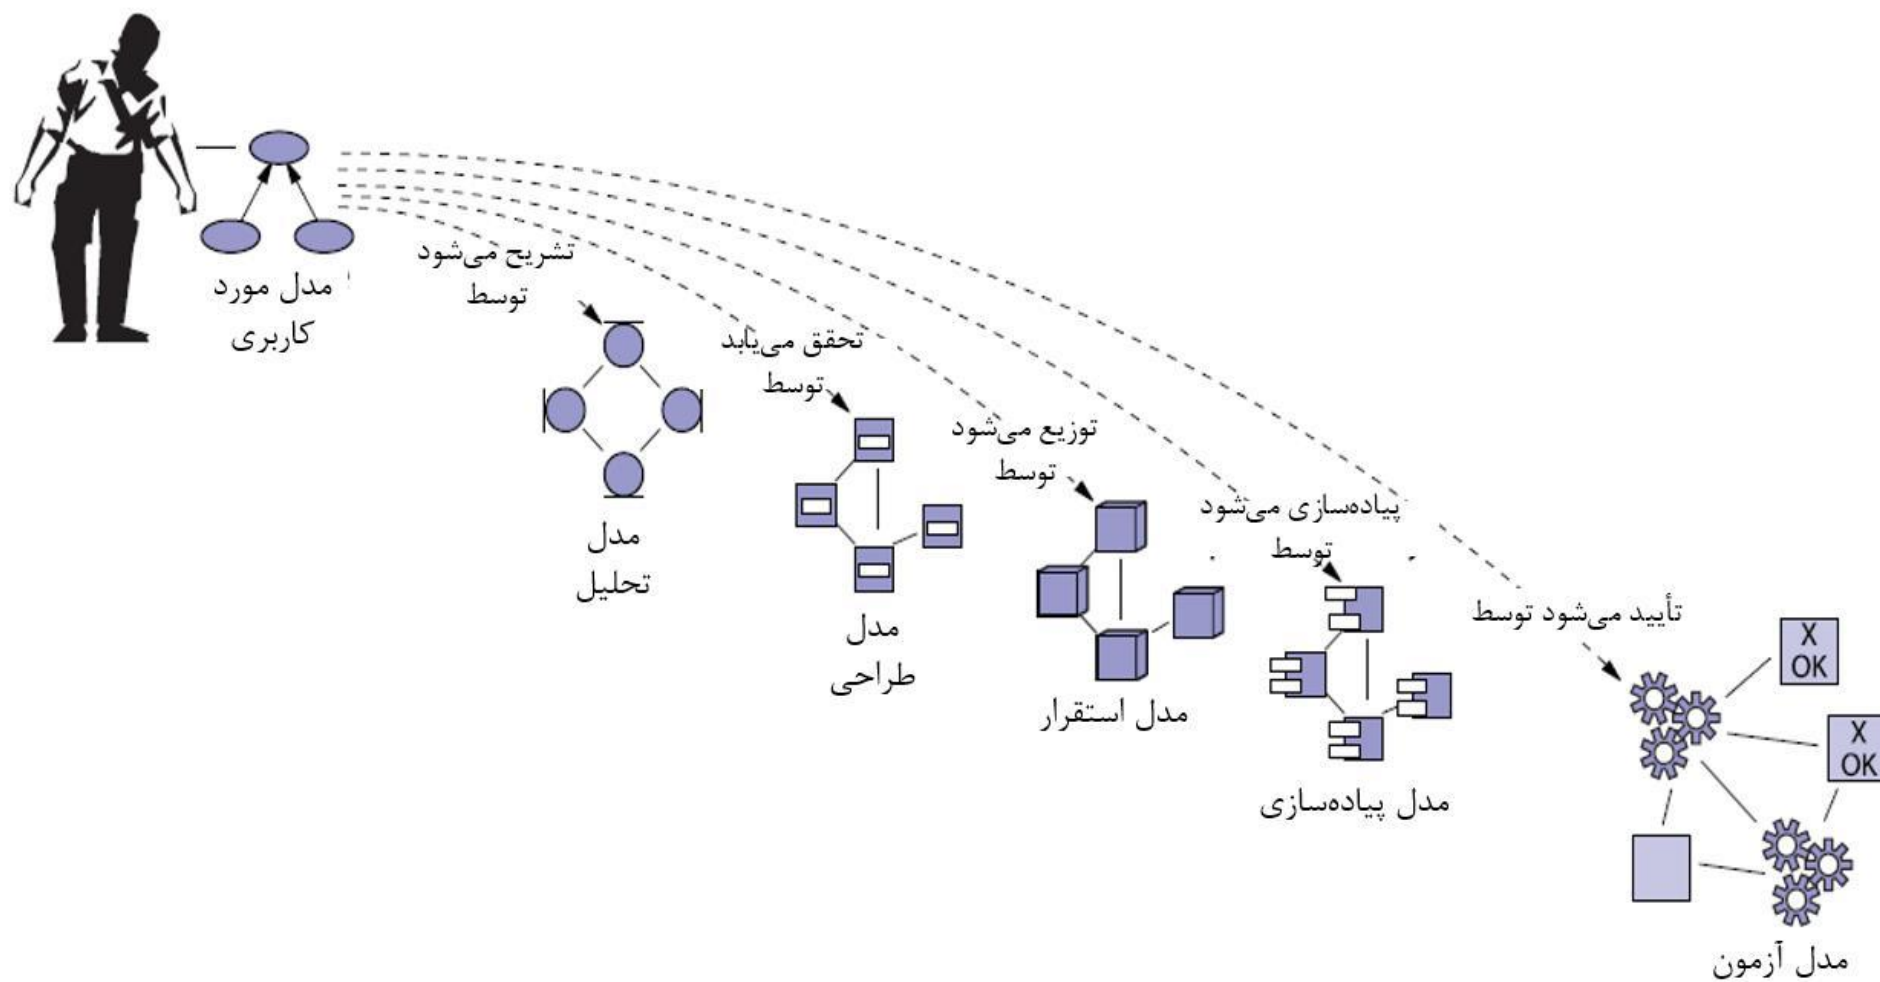 مدل مورد
کاربری
تشریح می‌شود
توسط
مدل
تحلیل
تحقق می‌یابد
توسط
مدل
طراحی
توزیع می‌شود
توسط
مدل استقرار
پیاده‌سازی می‌شود
توسط
مدل پیاده‌سازی
تأیید می‌شود توسط
X
OK
X
OK
مدل آزمون